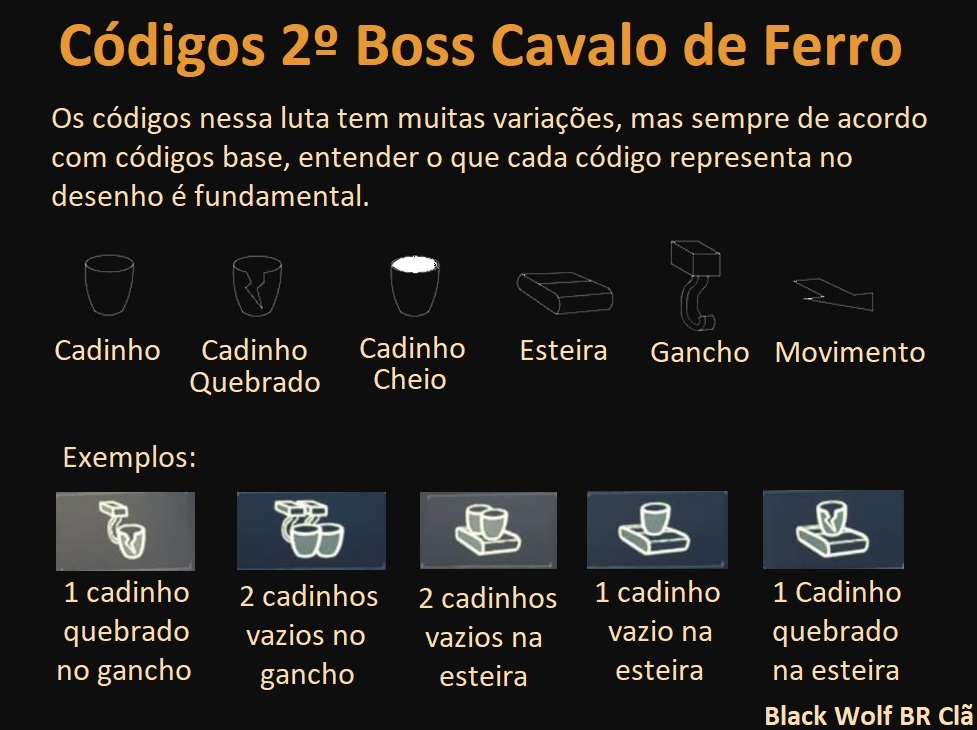 Códigos 2º Boss Cavalo de Ferro
Os códigos nessa luta tem muitas variações, mas sempre de acordo
com códigos base, entender o que cada código representa no
desenho é fundamental.
Cadinho
Cadinho
Quebrado
Cadinho
Cheio
Esteira
Gancho
Movimento
Exemplos:
1 cadinho
quebrado
no gancho
2 cadinhos
vazios no
gancho
2 cadinhos
vazios na
esteira
1 cadinho
vazio na
esteira
1 Cadinho
quebrado
na esteira
Black Wolf BR Clã